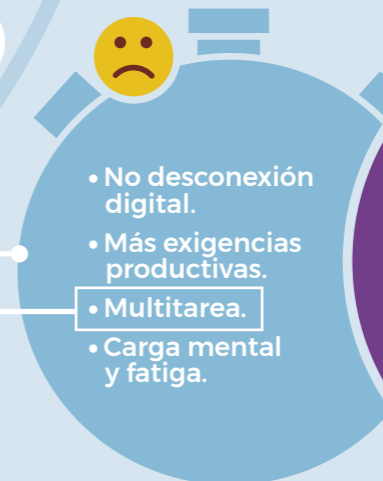 • No desconexión
digital.
• Más exigencias
productivas.
• Multitarea.
• Carga mental
y fatiga.